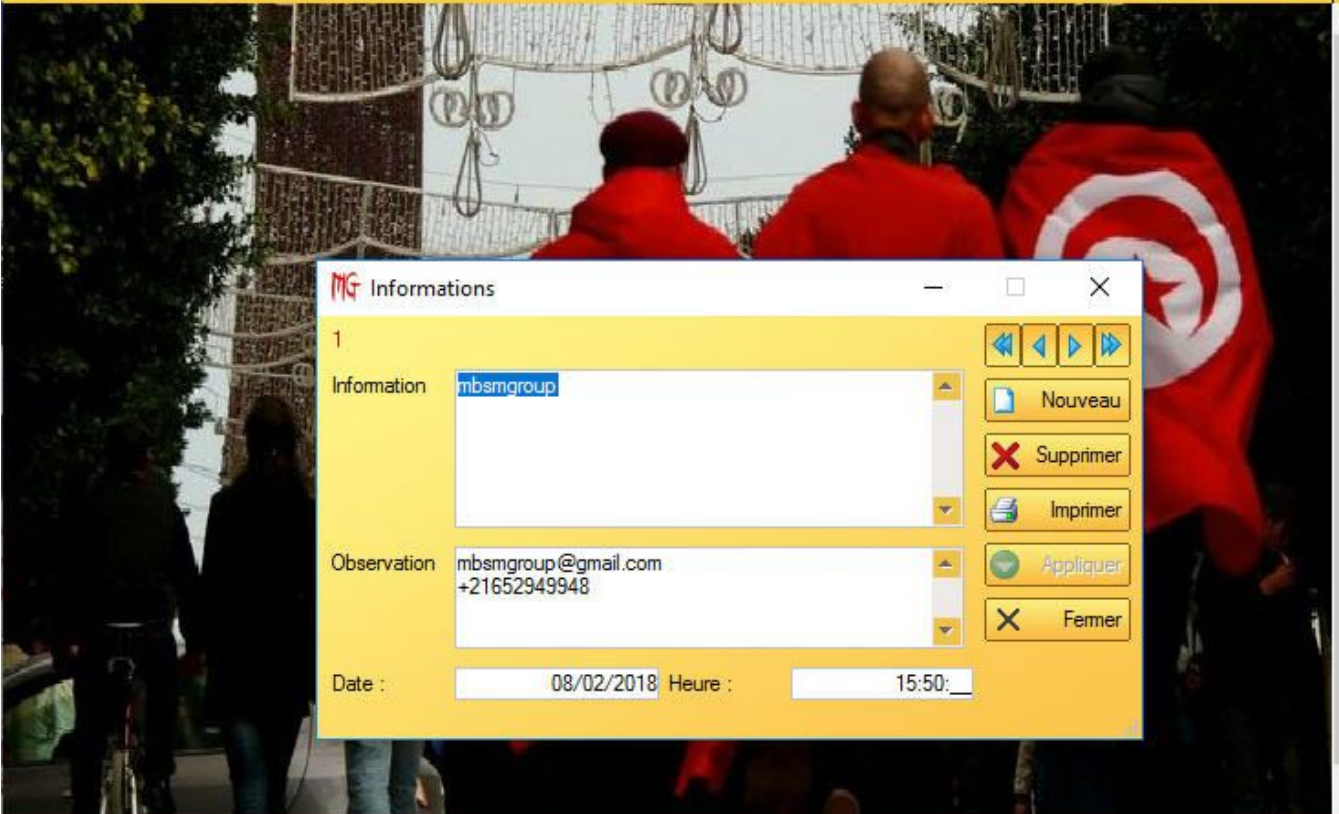 MG Informations
1
Information mbsmgroup
Nouveau
Supprimer
Imprimer
Observation mbsmgroup@gmail.com
+21652949948
Appliquer
Fermer
Date : 08/02/2018 Heure : 15:50:__